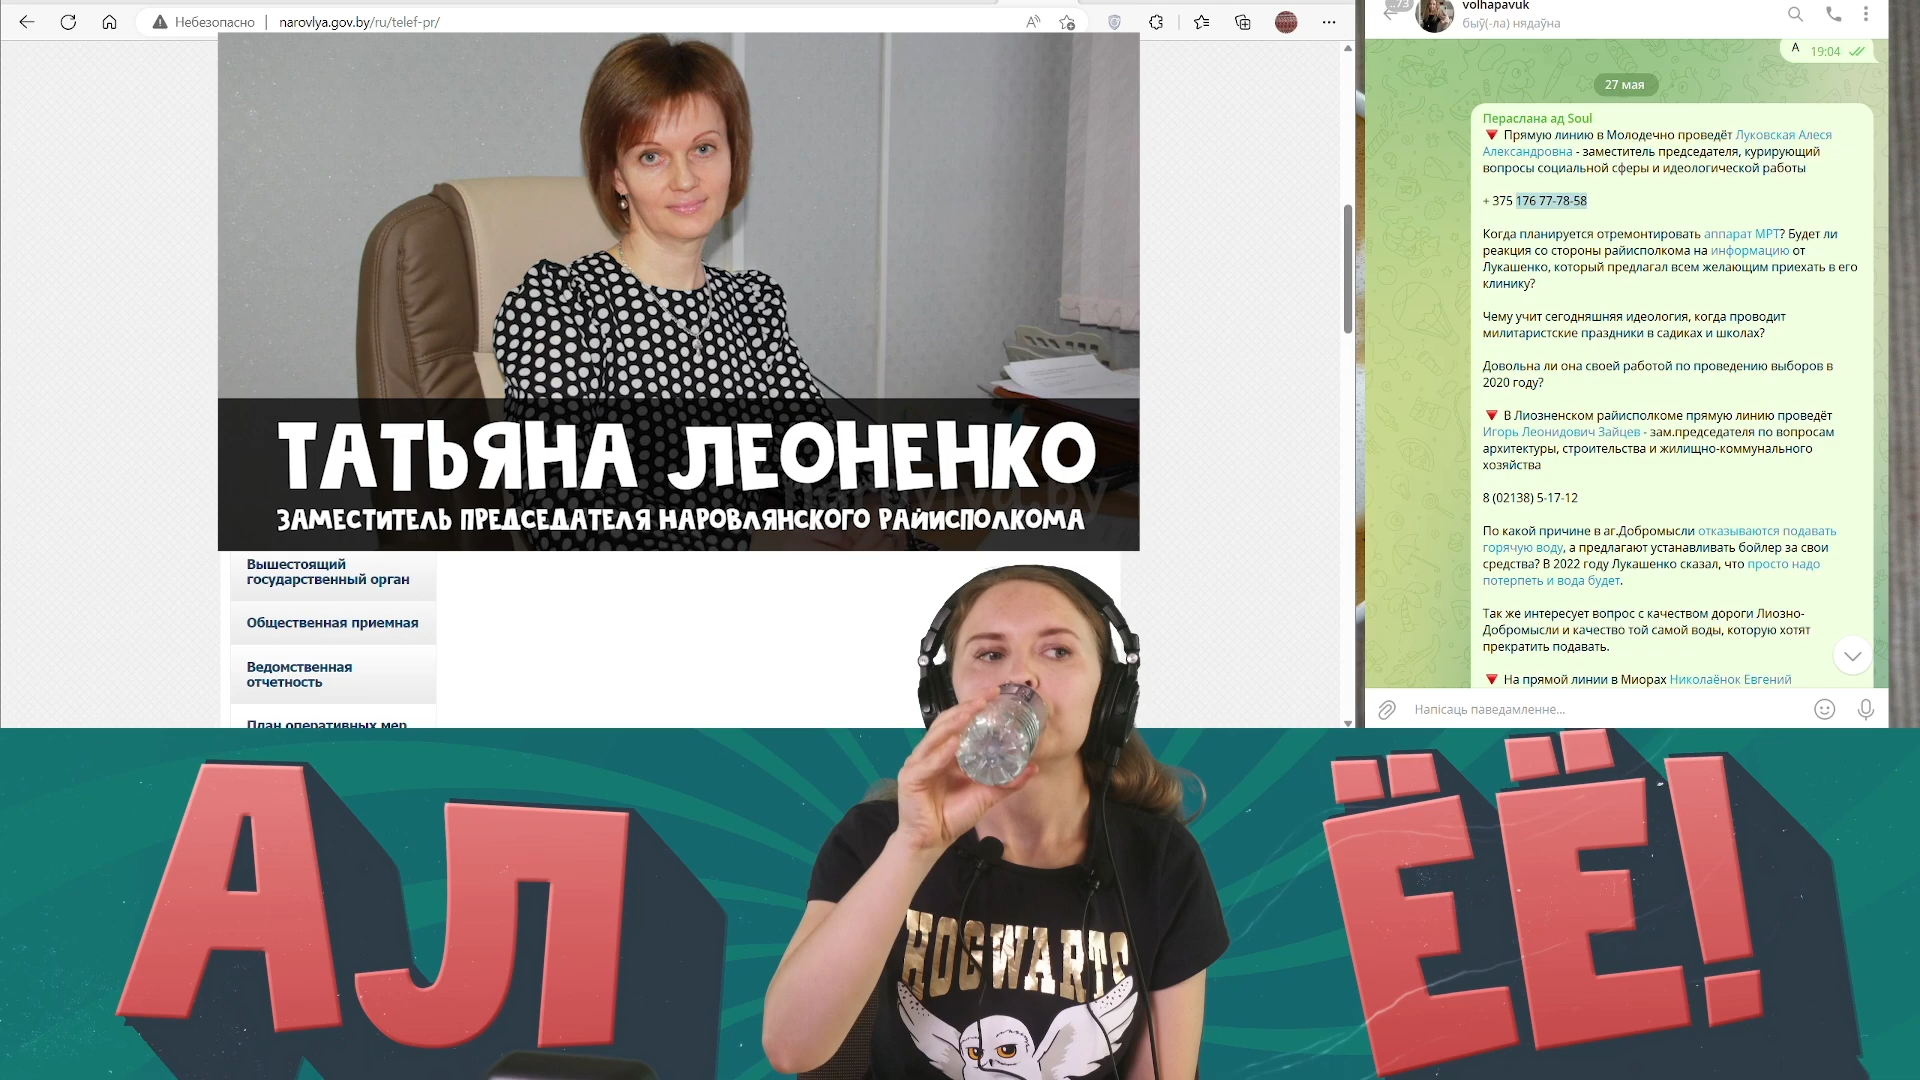 Небезопасно
narovlya.gov.by/ru/telef-pr/
ТАТЬЯНА ЛЕОНЕНКО
ЗАМЕСТИТЕЛЬ ПРЕДСЕДАТЕЛЯ НАРОВЛЯНСКОГО РАЙИСПОЛКОМА
Вышестоящий
государственный орган
Общественная приемная
Ведомственная
отчетность
План оперативных мер
..73
volhapavuk
быў(-ла) нядаўна
А 19:04
27 мая
Пераслана ад Soul
🔻 Прямую линию в Молодечно проведёт Луковская Алеся
Александровна - заместитель председателя, курирующий
вопросы социальной сферы и идеологической работы
+ 375 176 77-78-58
Когда планируется отремонтировать аппарат МРТ? Будет ли
реакция со стороны райисполкома на информацию от
Лукашенко, который предлагал всем желающим приехать в его
клинику?
Чему учит сегодняшняя идеология, когда проводит
милитаристские праздники в садиках и школах?
Довольна ли она своей работой по проведению выборов в
2020 году?
🔻 В Лиозненском райисполкоме прямую линию проведёт
Игорь Леонидович Зайцев - зам.председателя по вопросам
архитектуры, строительства и жилищно-коммунального
хозяйства
8 (02138) 5-17-12
По какой причине в аг.Добромысли отказываются подавать
горячую воду, а предлагают устанавливать бойлер за свои
средства? В 2022 году Лукашенко сказал, что просто надо
потерпеть и вода будет.
Так же интересует вопрос с качеством дороги Лиозно-
Добромысли и качество той самой воды, которую хотят
прекратить подавать.
🔻 На прямой линии в Миорах Николаёнок Евгений
Напісаць паведамленне...
АЛ
ЁЁ!
HOGWARTS